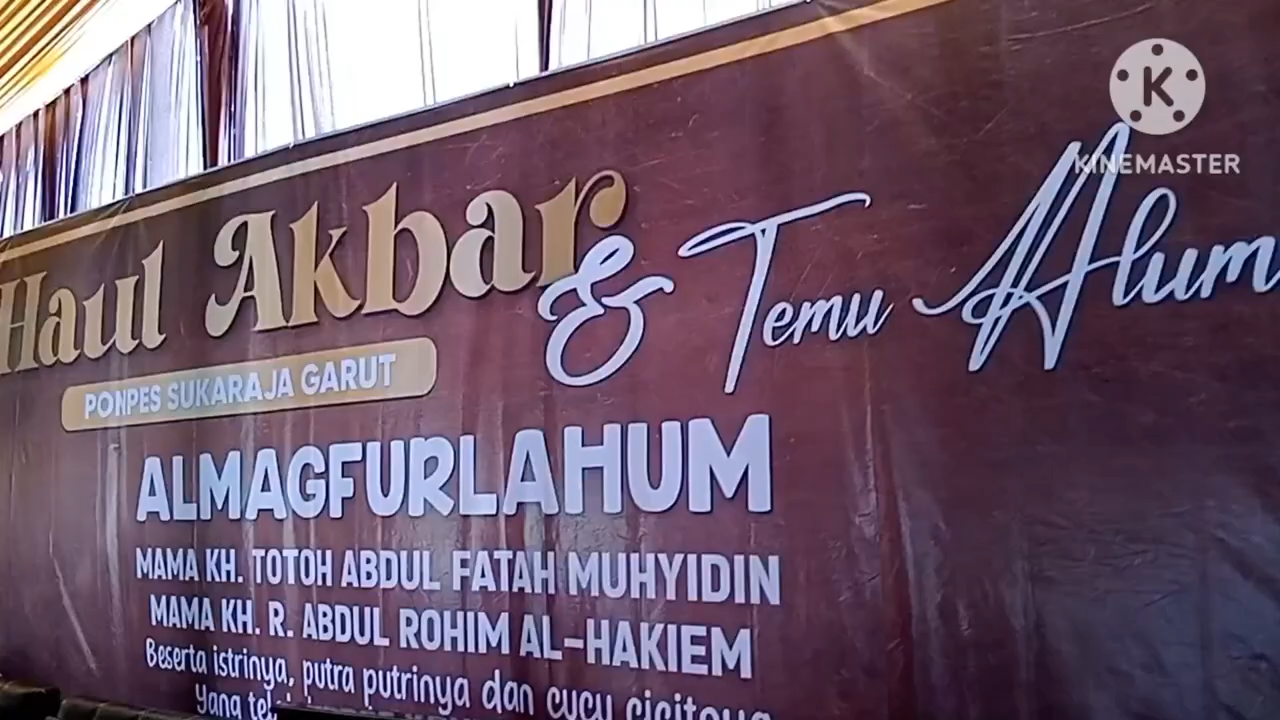 K
KINEMASTER
Haul Akbar & Temu Alum
PONPES SUKARAJA GARUT
ALMAGFURLAHUM
MAMA KH. TOTOH ABDUL FATAH MUHYIDIN
MAMA KH. R. ABDUL ROHIM AL-HAKIEM
Beserta istrinya, putra putrinya dan cucu cicitnya
Yang